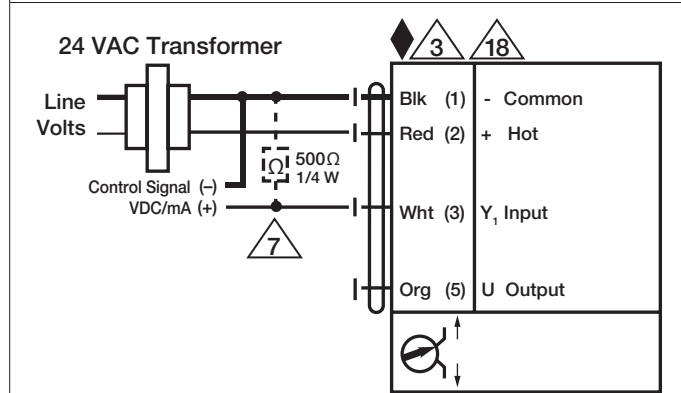 24 VAC Transformer
3
18
Line
Volts
Blk (1) - Common
Red (2) + Hot
Ω
500Ω
1/4 W
Control Signal (–)
VDC/mA (+)
Wht (3) Y₁ Input
7
Org (5) U Output